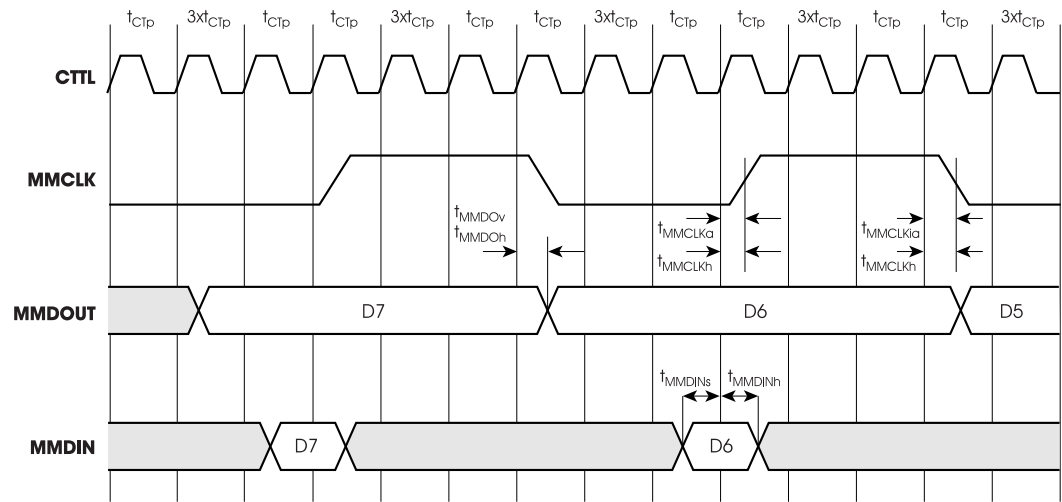 tCTp 3xtCTp tCTp tCTp 3xtCTp tCTp tCTp 3xtCTp tCTp tCTp 3xtCTp tCTp tCTp 3xtCTp
CTTL
MMCLK
tMMDOv
tMMDOh
tMMCLKa
tMMCLKh
tMMCLKia
tMMCLKh
MMDOUT D7 D6 D5
tMMDINs tMMDINh
MMDIN D7 D6